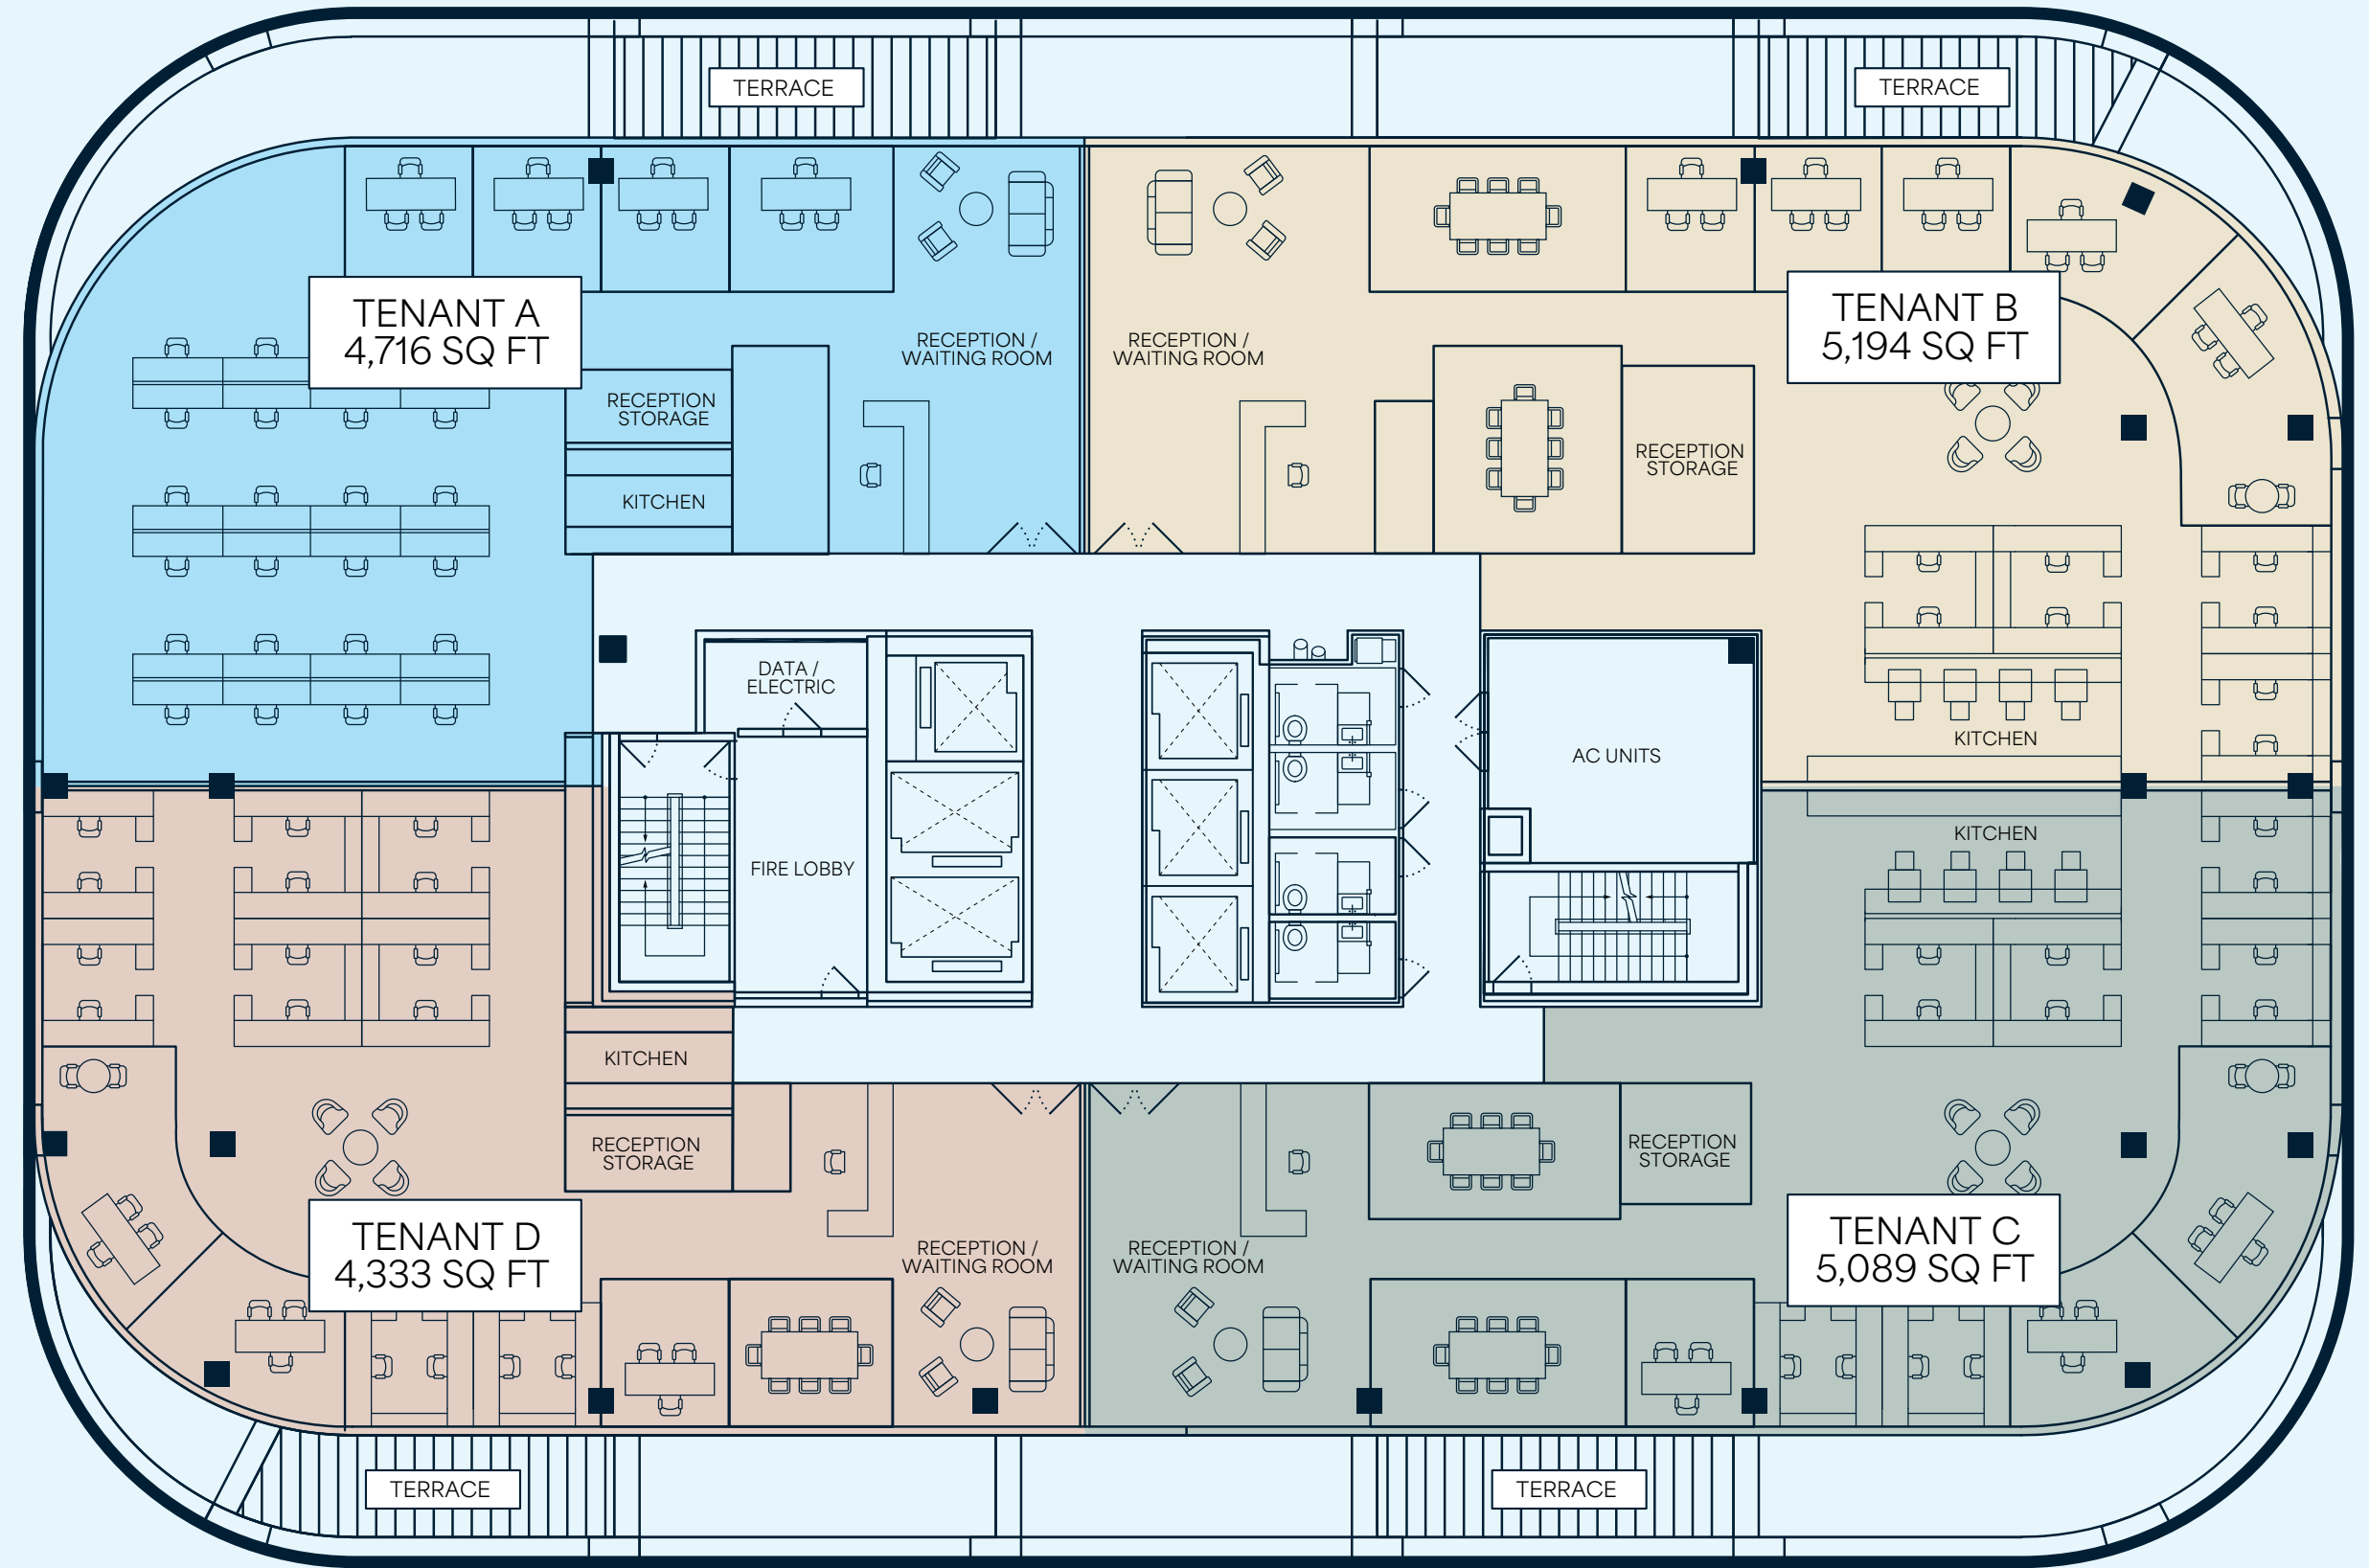 TERRACE
TERRACE
TENANT A
4,716 SQ FT
TENANT B
5,194 SQ FT
RECEPTION /
WAITING ROOM
RECEPTION /
WAITING ROOM
RECEPTION
STORAGE
KITCHEN
RECEPTION
STORAGE
DATA /
ELECTRIC
AC UNITS
KITCHEN
FIRE LOBBY
KITCHEN
KITCHEN
RECEPTION
STORAGE
RECEPTION
STORAGE
TENANT D
4,333 SQ FT
RECEPTION /
WAITING ROOM
RECEPTION /
WAITING ROOM
TENANT C
5,089 SQ FT
TERRACE
TERRACE